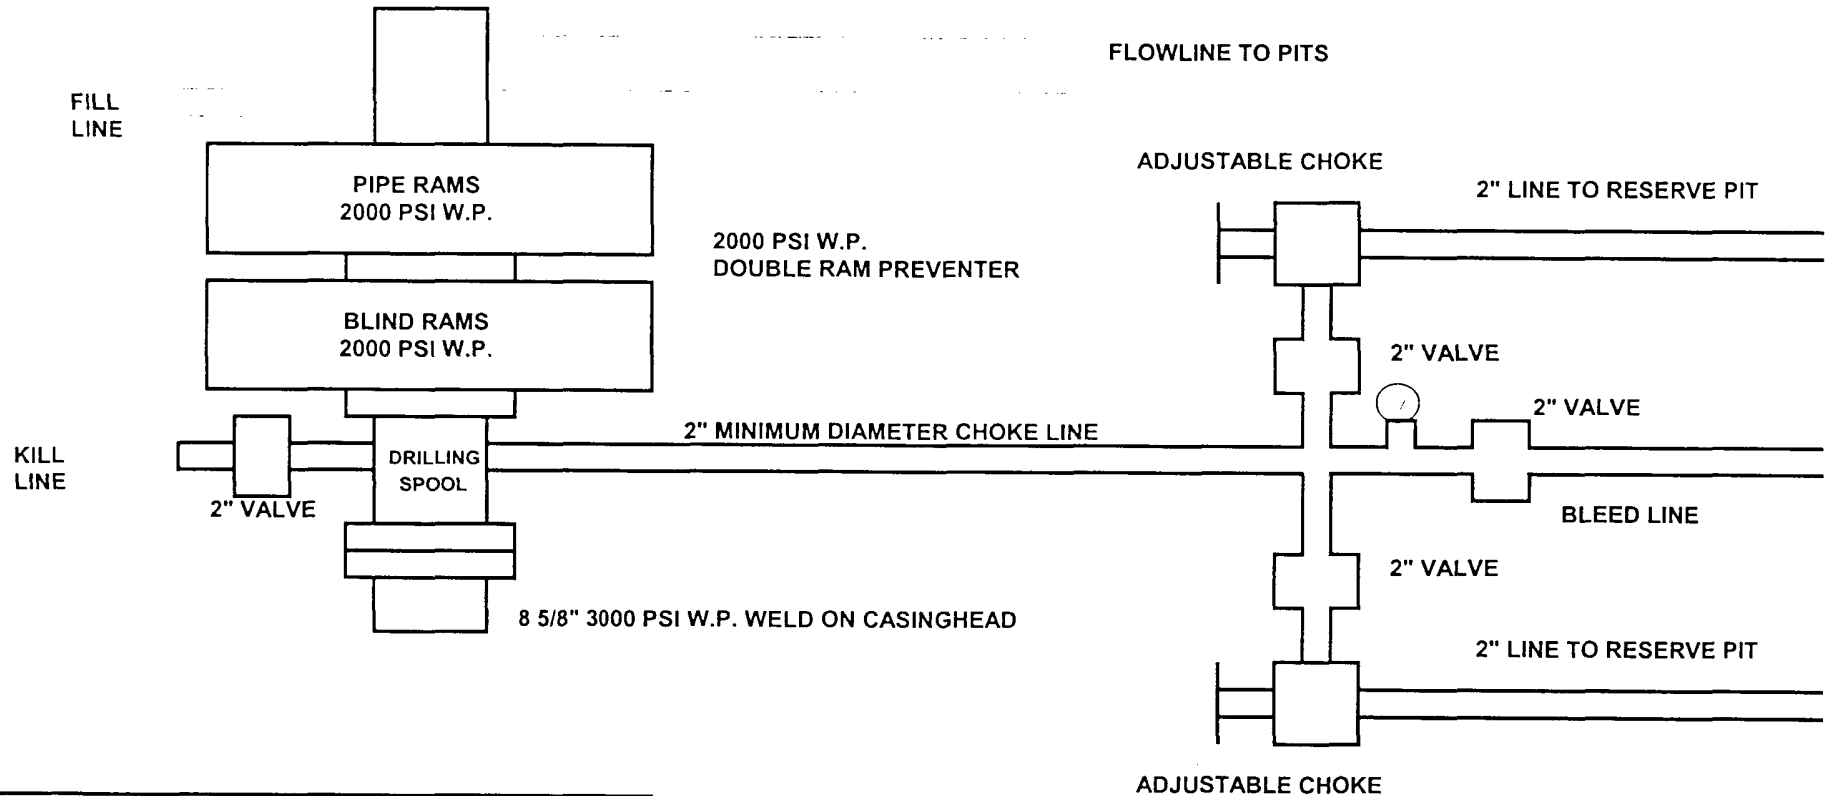 FLOWLINE TO PITS
FILL
LINE
ADJUSTABLE CHOKE
PIPE RAMS
2000 PSI W.P.
2" LINE TO RESERVE PIT
2000 PSI W.P.
DOUBLE RAM PREVENTER
BLIND RAMS
2000 PSI W.P.
2" VALVE
2" VALVE
2" MINIMUM DIAMETER CHOKE LINE
KILL
LINE
DRILLING
SPOOL
2" VALVE
BLEED LINE
2" VALVE
8 5/8" 3000 PSI W.P. WELD ON CASINGHEAD
2" LINE TO RESERVE PIT
ADJUSTABLE CHOKE